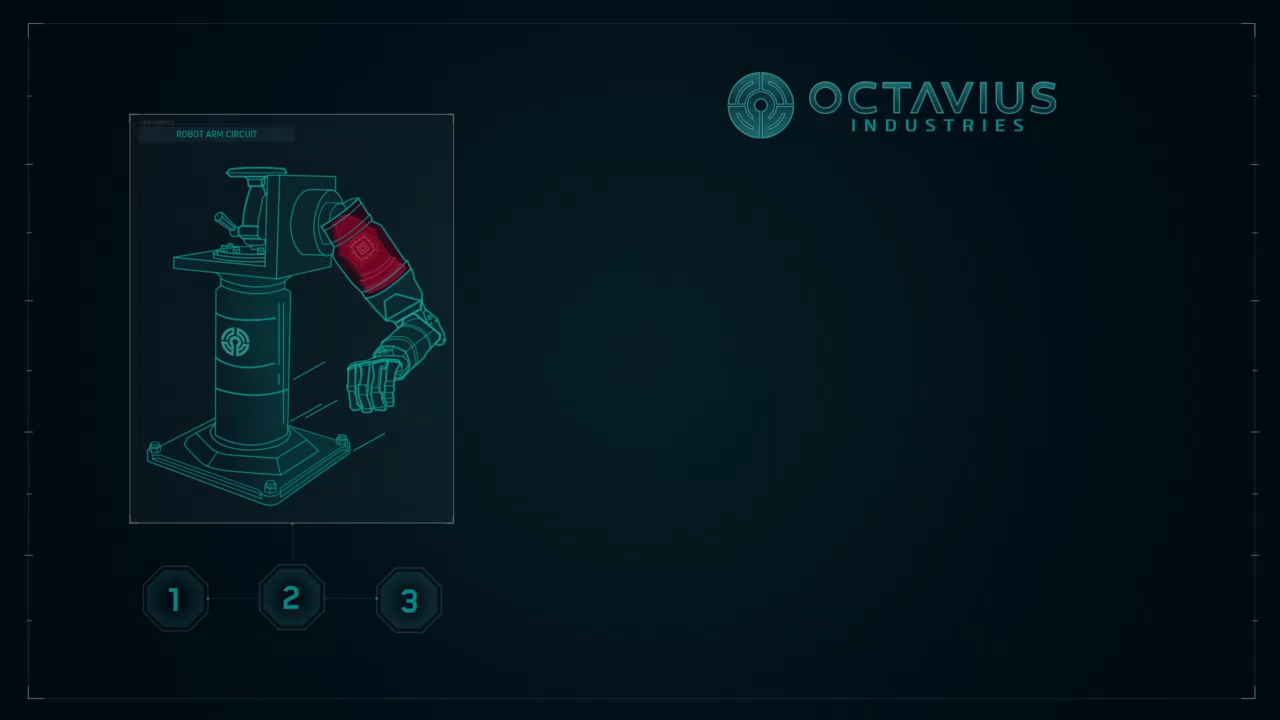 OCTAVIUS
INDUSTRIES
ROBOT ARM CIRCUIT
1
2
3